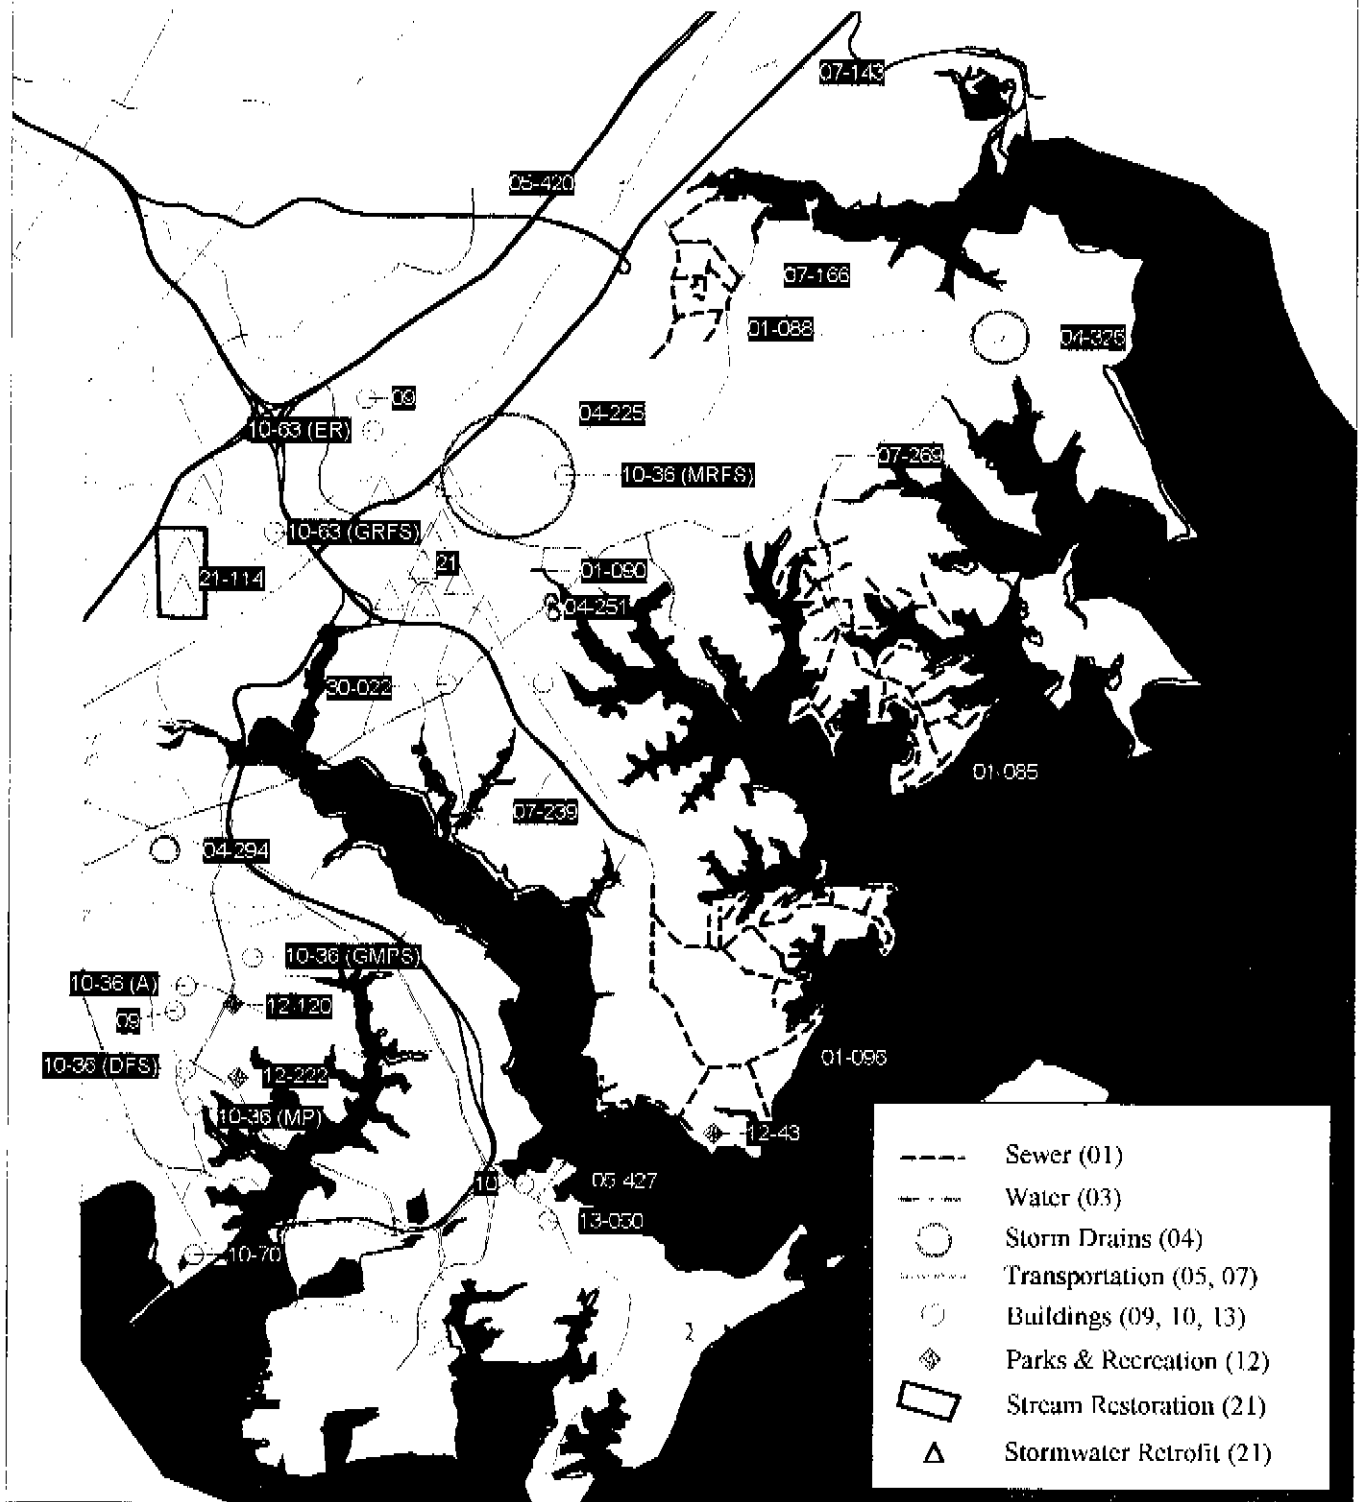 07-143
05-420
07-166
01-088
04-326
09
04-225
10-63 (ER)
07-269
10-36 (MRFS)
10-63 (GRFS)
21
01-090
21-114
04-251
30-022
01-085
07-239
04-294
10-36 (GMPS)
10-36 (A)
12-120
09
01-096
10-36 (DFS)
12-222
10-36 (MP)
12-43
10
05-427
13-050
10-70
Sewer (01)
Water (03)
Storm Drains (04)
Transportation (05, 07)
Buildings (09, 10, 13)
Parks & Recreation (12)
Stream Restoration (21)
Stormwater Retrofit (21)